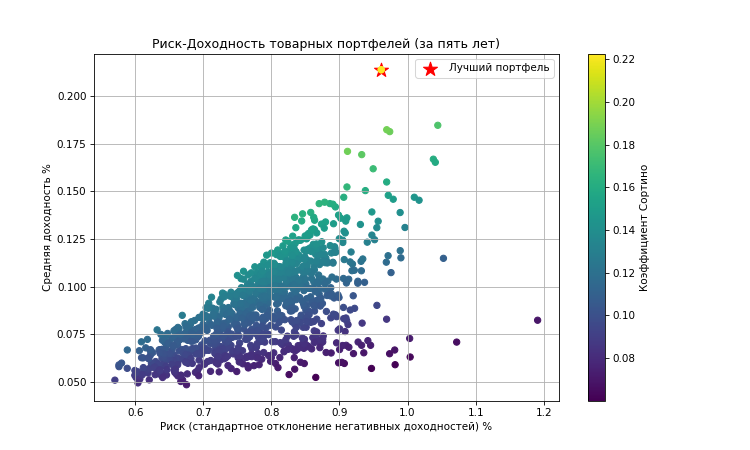 Риск-Доходность товарных портфелей (за пять лет)
Лучший портфель
Средняя доходность %
0.200
0.175
0.150
0.125
0.100
0.075
0.050
0.6 0.7 0.8 0.9 1.0 1.1 1.2
Риск (стандартное отклонение негативных доходностей) %
0.22
0.20
0.18
0.16
0.14
0.12
0.10
0.08
Коэффициент Сортино